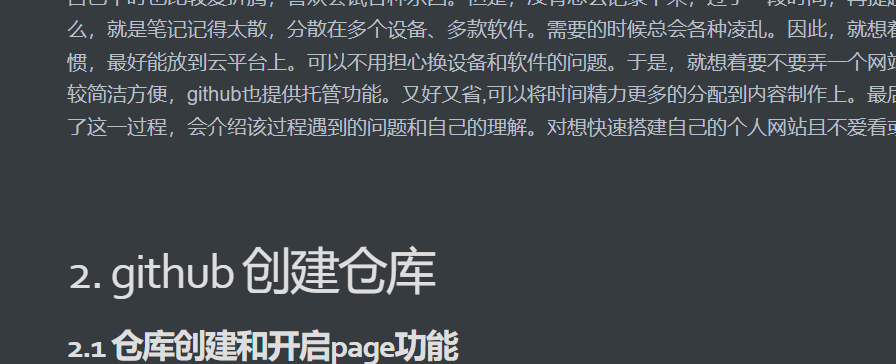 么，就是笔记记得太散，分散在多个设备、多款软件。需要的时候总会各种凌乱。因此，就想着
惯，最好能放到云平台上。可以不用担心换设备和软件的问题。于是，就想着要不要弄一个网站
较简洁方便，github也提供托管功能。又好又省,可以将时间精力更多的分配到内容制作上。最后
了这一过程，会介绍该过程遇到的问题和自己的理解。对想快速搭建自己的个人网站且不爱看
2. github 创建仓库
2.1 仓库创建和开启page功能